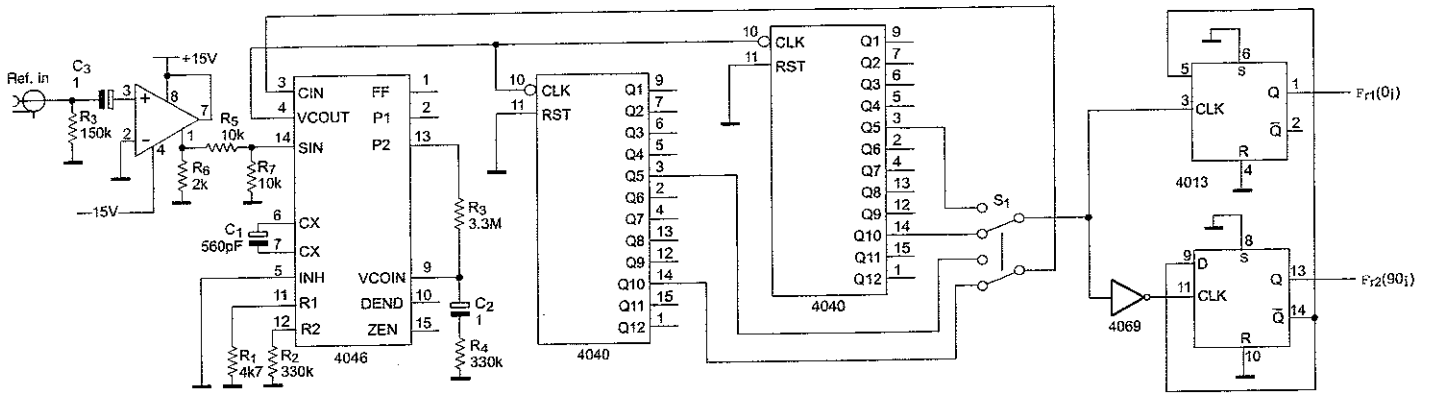 Ref. in
C3
1
R3
150k
+15V
3
+
8
7
2
−
1
4
R5
10k
R6
2k
R7
10k
−15V
3
CIN
FF
1
4
VCOUT
P1
2
14
SIN
P2
13
6
CX
C1
560pF
7
CX
5
INH
VCOIN
9
11
R1
DEND
10
12
R2
ZEN
15
4046
R1
4k7
R2
330k
R3
3.3M
C2
1
R4
330k
10
CLK
11
RST
Q1
9
Q2
7
Q3
6
Q4
5
Q5
3
Q6
2
Q7
4
Q8
13
Q9
12
Q10
14
Q11
15
Q12
1
4040
10
CLK
11
RST
Q1
9
Q2
7
Q3
6
Q4
5
Q5
3
Q6
2
Q7
4
Q8
13
Q9
12
Q10
14
Q11
15
Q12
1
4040
S1
6
S
5
3
CLK
Q
1
Fr1(0i)
Q̅
2
R
4
4013
8
S
9
D
11
CLK
Q
13
Fr2(90i)
Q̅
14
R
10
4069